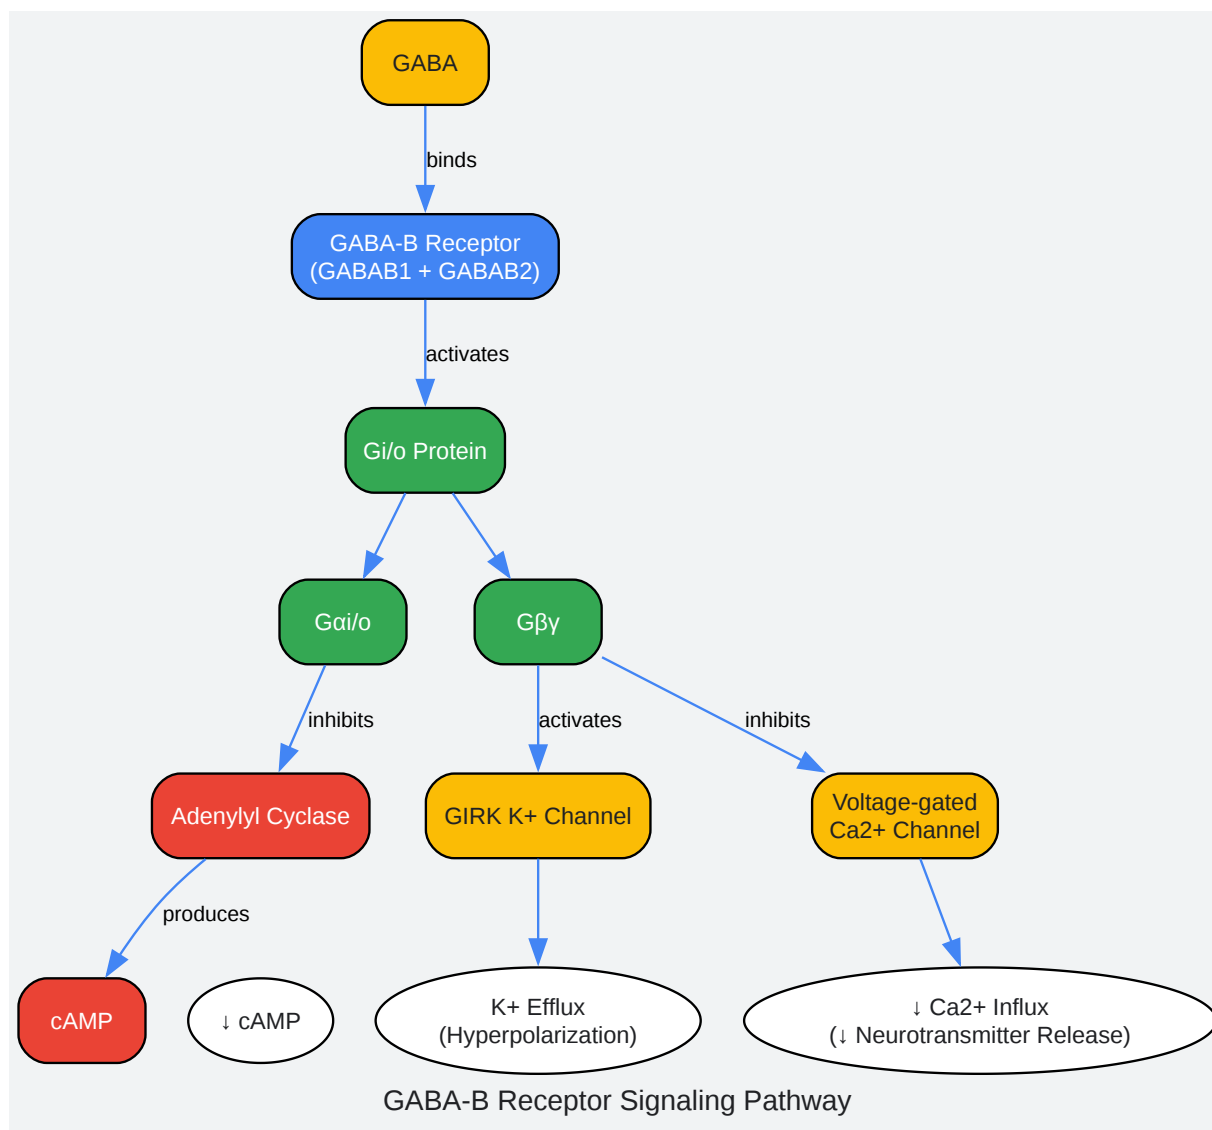 GABA
binds
GABA-B Receptor
(GABAB1 + GABAB2)
activates
Gi/o Protein
Gαi/o
Gβγ
inhibits
activates
inhibits
Adenylyl Cyclase
GIRK K+ Channel
Voltage-gated
Ca2+ Channel
produces
cAMP
↓ cAMP
K+ Efflux
(Hyperpolarization)
↓ Ca2+ Influx
(↓ Neurotransmitter Release)
GABA-B Receptor Signaling Pathway